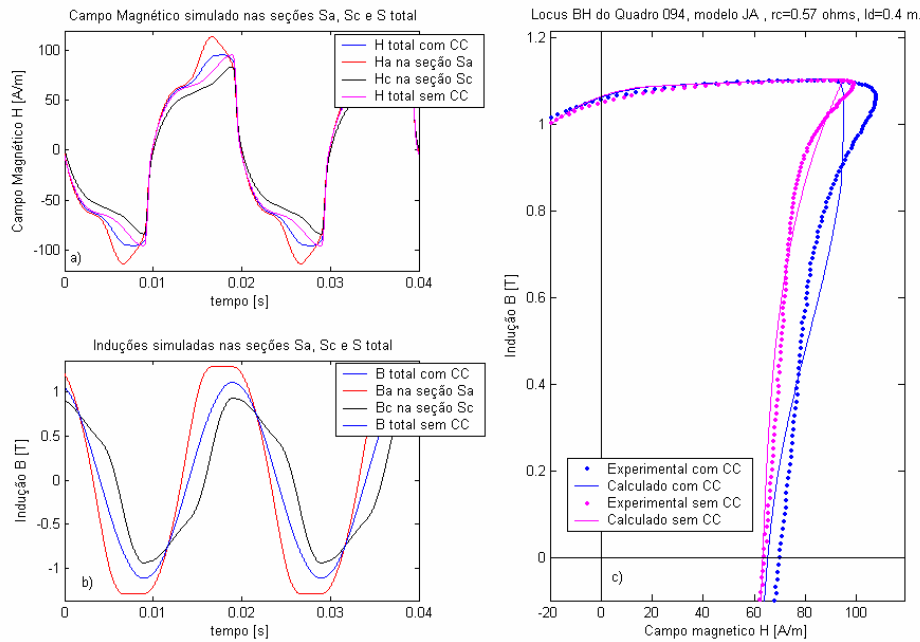 Campo Magnético simulado nas seções Sa, Sc e S total
Campo Magnético H [A/m]
100
50
0
-50
-100
H total com CC
Ha na seção Sa
Hc na seção Sc
H total sem CC
a)
0
0.01
0.02
0.03
0.04
tempo [s]
Induções simuladas nas seções Sa, Sc e S total
Indução B [T]
1
0.5
0
-0.5
-1
B total com CC
Ba na seção Sa
Bc na seção Sc
B total sem CC
b)
0
0.01
0.02
0.03
0.04
tempo [s]
Locus BH do Quadro 094, modelo JA , rc=0.57 ohms, ld=0.4 m.
Indução B [T]
1.2
1
0.8
0.6
0.4
0.2
0
Experimental com CC
Calculado com CC
Experimental sem CC
Calculado sem CC
c)
-20
0
20
40
60
80
100
Campo magnetico H [A/m]